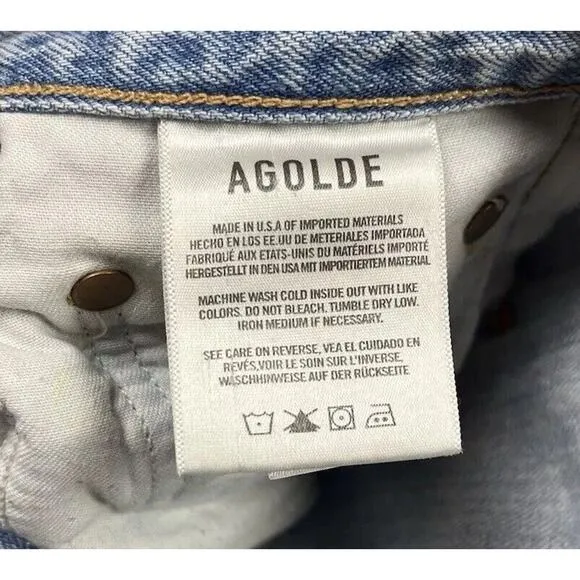 AGOLDE
MADE IN U.S.A OF IMPORTED MATERIALS
HECHO EN LOS EE.UU DE METERIALES IMPORTADA
FABRIQUÉ AUX ETATS-UNIS DU MATÉRIELS IMPORTÉ
HERGESTELLT IN DEN USA MIT IMPORTIERTEM MATERIAL
MACHINE WASH COLD INSIDE OUT WITH LIKE
COLORS. DO NOT BLEACH. TUMBLE DRY LOW.
IRON MEDIUM IF NECESSARY.
SEE CARE ON REVERSE, VEA EL CUIDADO EN
REVÉS,VOIR LE SOIN SUR L'INVERSE,
WASCHHINWEISE AUF DER RÜCKSEITE